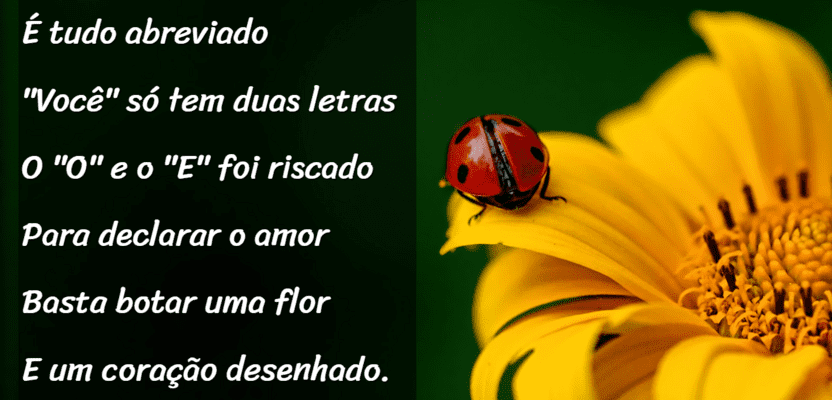 É tudo abreviado
"Você" só tem duas letras
O "O" e o "E" foi riscado
Para declarar o amor
Basta botar uma flor
E um coração desenhado.